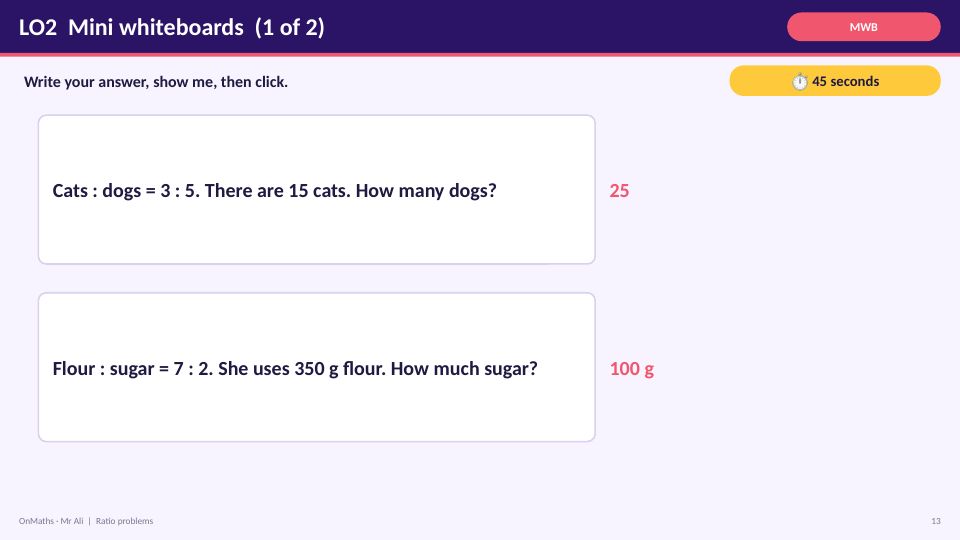 LO2  Mini whiteboards  (1 of 2)
MWB
Write your answer, show me, then click.
⏱ 45 seconds
Cats : dogs = 3 : 5. There are 15 cats. How many dogs?
25
Flour : sugar = 7 : 2. She uses 350 g flour. How much sugar?
100 g
OnMaths · Mr Ali  |  Ratio problems
13